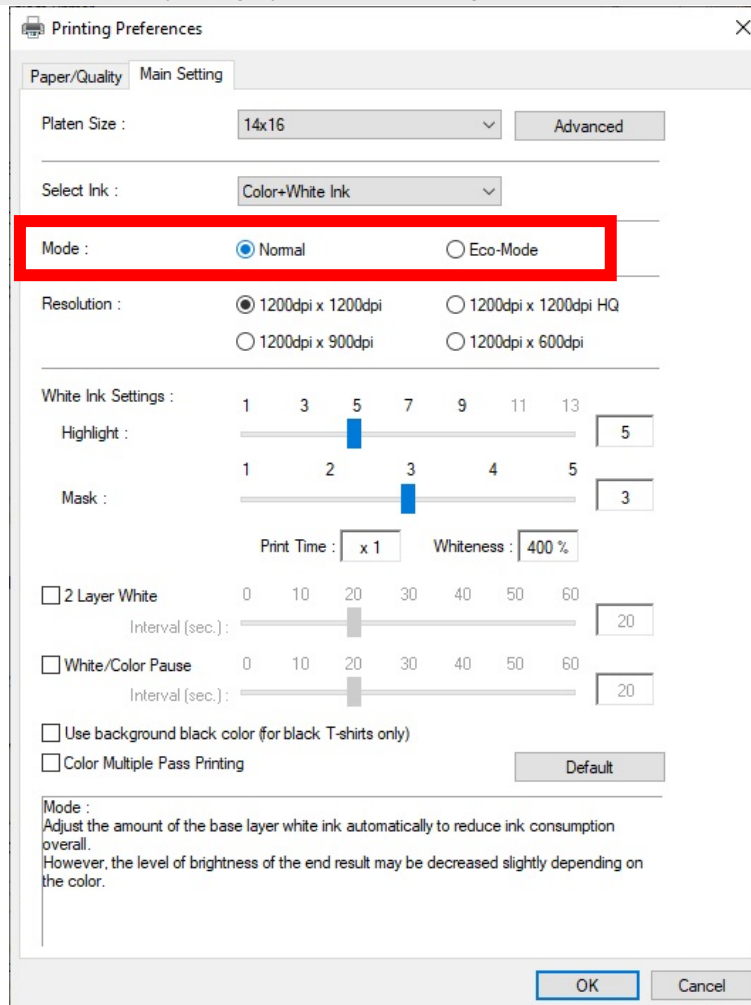 Printing Preferences
Paper/Quality Main Setting
Platen Size : 14x16 Advanced
Select Ink : Color+White Ink
Mode : Normal Eco-Mode
Resolution : 1200dpi x 1200dpi 1200dpi x 1200dpi HQ
1200dpi x 900dpi 1200dpi x 600dpi
White Ink Settings :
1 3 5 7 9 11 13
Highlight : 5
1 2 3 4 5
Mask : 3
Print Time : x 1 Whiteness : 400 %
2 Layer White 0 10 20 30 40 50 60
Interval (sec.) : 20
White/Color Pause 0 10 20 30 40 50 60
Interval (sec.) : 20
Use background black color (for black T-shirts only)
Color Multiple Pass Printing Default
Mode :
Adjust the amount of the base layer white ink automatically to reduce ink consumption
overall.
However, the level of brightness of the end result may be decreased slightly depending on
the color.
OK Cancel